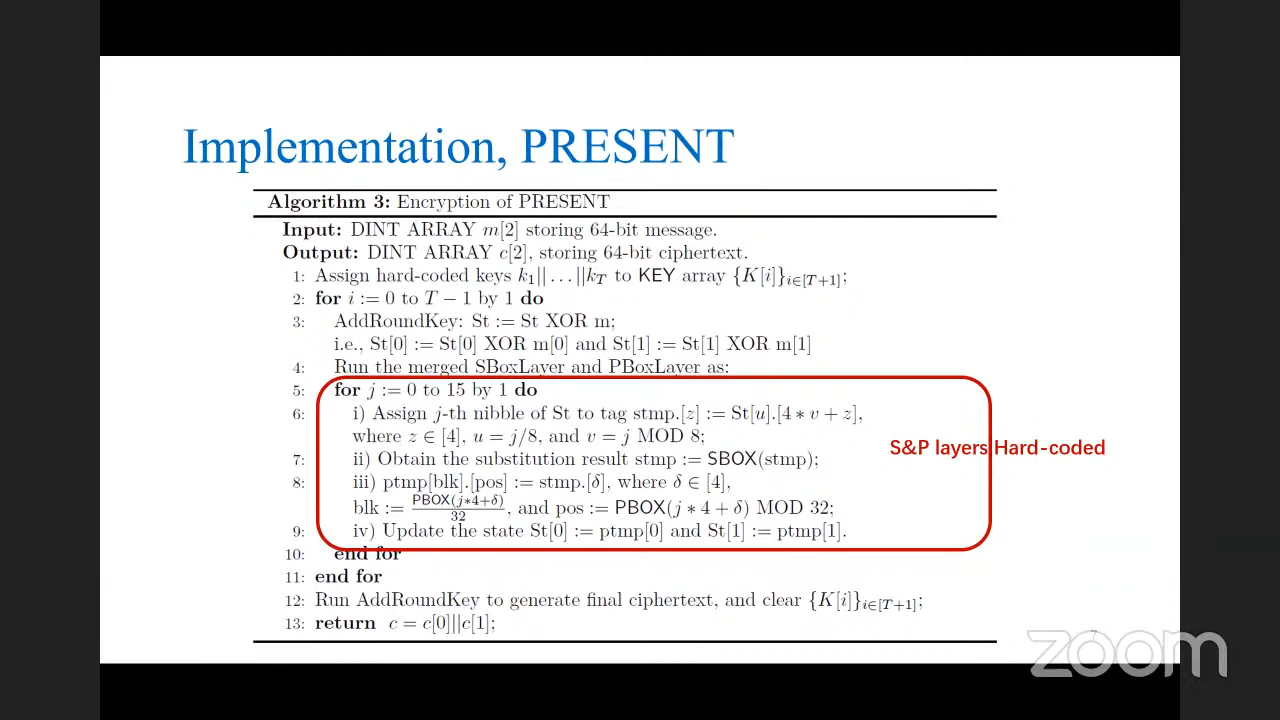 Implementation, PRESENT
Algorithm 3: Encryption of PRESENT
Input: DINT ARRAY m[2] storing 64-bit message.
Output: DINT ARRAY c[2], storing 64-bit ciphertext.
1: Assign hard-coded keys k₁||...||k_T to KEY array {K[i]}_{i∈[T+1]};
2: for i := 0 to T − 1 by 1 do
3: AddRoundKey: St := St XOR m;
i.e., St[0] := St[0] XOR m[0] and St[1] := St[1] XOR m[1]
4: Run the merged SBoxLayer and PBoxLayer as:
5: for j := 0 to 15 by 1 do
6: i) Assign j-th nibble of St to tag stmp.[z] := St[u].[4 ∗ v + z],
where z ∈ [4], u = j/8, and v = j MOD 8;
S&P layers Hard-coded
7: ii) Obtain the substitution result stmp := SBOX(stmp);
8: iii) ptmp[blk].[pos] := stmp.[δ], where δ ∈ [4],
blk := PBOX(j∗4+δ)/32, and pos := PBOX(j ∗ 4 + δ) MOD 32;
9: iv) Update the state St[0] := ptmp[0] and St[1] := ptmp[1].
10: end for
11: end for
12: Run AddRoundKey to generate final ciphertext, and clear {K[i]}_{i∈[T+1]};
13: return c = c[0]||c[1];
7
zoom